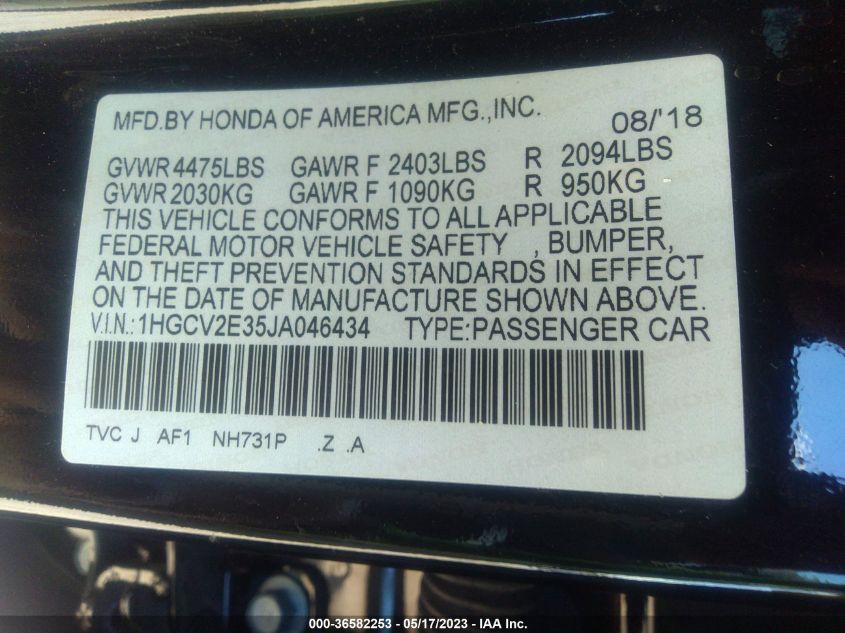 MFD.BY HONDA OF AMERICA MFG.,INC. 08/'18
GVWR 4475LBS GAWR F 2403LBS R 2094LBS
GVWR 2030KG GAWR F 1090KG R 950KG
THIS VEHICLE CONFORMS TO ALL APPLICABLE
FEDERAL MOTOR VEHICLE SAFETY , BUMPER,
AND THEFT PREVENTION STANDARDS IN EFFECT
ON THE DATE OF MANUFACTURE SHOWN ABOVE.
V.I.N.:1HGCV2E35JA046434 TYPE:PASSENGER CAR
TVC J AF1 NH731P .Z .A
000-36582253 - 05/17/2023 - IAA Inc.